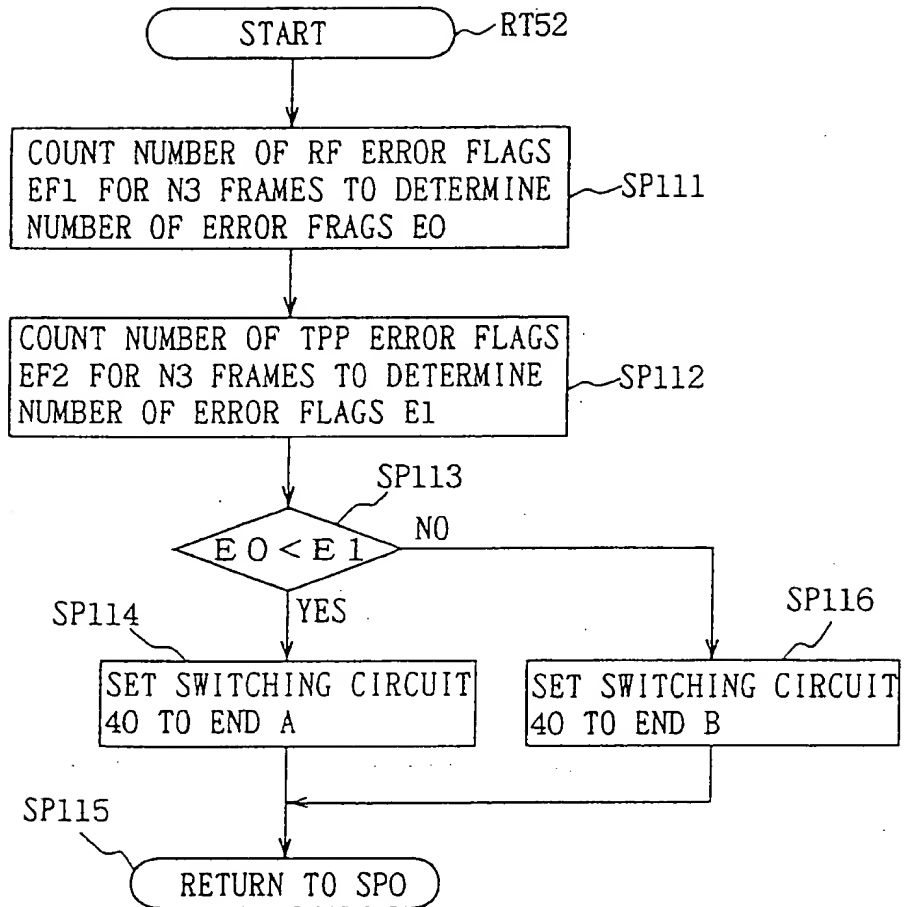 START
RT52
COUNT NUMBER OF RF ERROR FLAGS
EF1 FOR N3 FRAMES TO DETERMINE
NUMBER OF ERROR FRAGS E0
SP111
COUNT NUMBER OF TPP ERROR FLAGS
EF2 FOR N3 FRAMES TO DETERMINE
NUMBER OF ERROR FLAGS E1
SP112
SP113
E0<E1
NO
YES
SP114
SET SWITCHING CIRCUIT
40 TO END A
SP116
SET SWITCHING CIRCUIT
40 TO END B
SP115
RETURN TO SP0